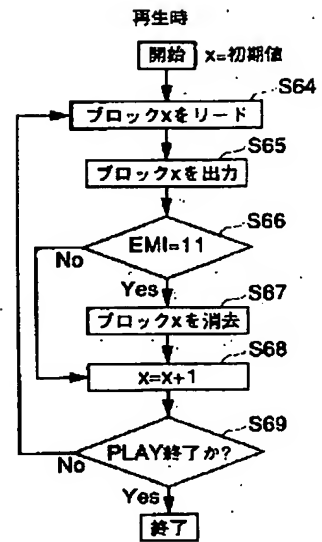 再生時
開始 x=初期値
S64
ブロックxをリード
S65
ブロックxを出力
S66
EMI=11
No
Yes
S67
ブロックxを消去
S68
x=x+1
S69
PLAY終了か?
No
Yes
終了